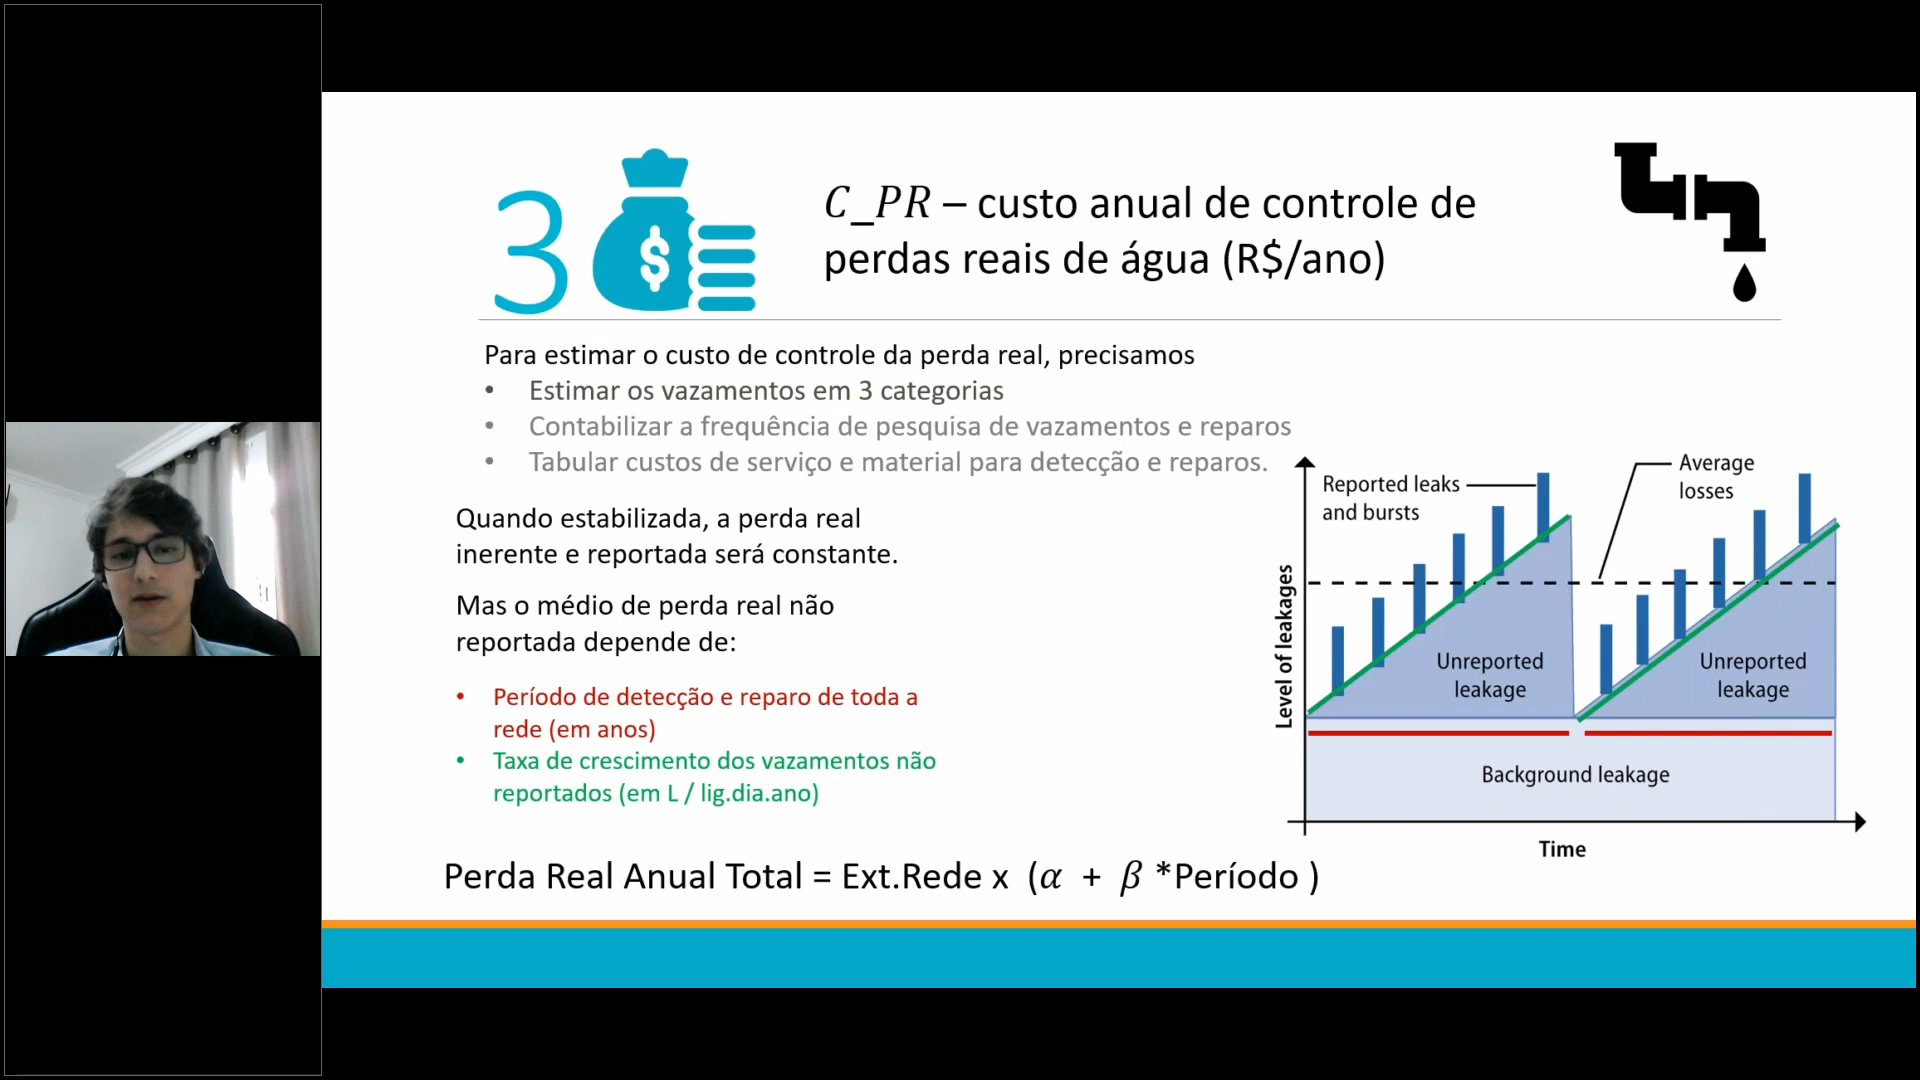 3
$
C_PR – custo anual de controle de
perdas reais de água (R$/ano)
Para estimar o custo de controle da perda real, precisamos
• Estimar os vazamentos em 3 categorias
• Contabilizar a frequência de pesquisa de vazamentos e reparos
• Tabular custos de serviço e material para detecção e reparos.
Quando estabilizada, a perda real
inerente e reportada será constante.
Mas o médio de perda real não
reportada depende de:
• Período de detecção e reparo de toda a
rede (em anos)
• Taxa de crescimento dos vazamentos não
reportados (em L / lig.dia.ano)
Reported leaks
and bursts
Average
losses
Level of leakages
Unreported
leakage
Unreported
leakage
Background leakage
Time
Perda Real Anual Total = Ext.Rede x (α + β *Período )